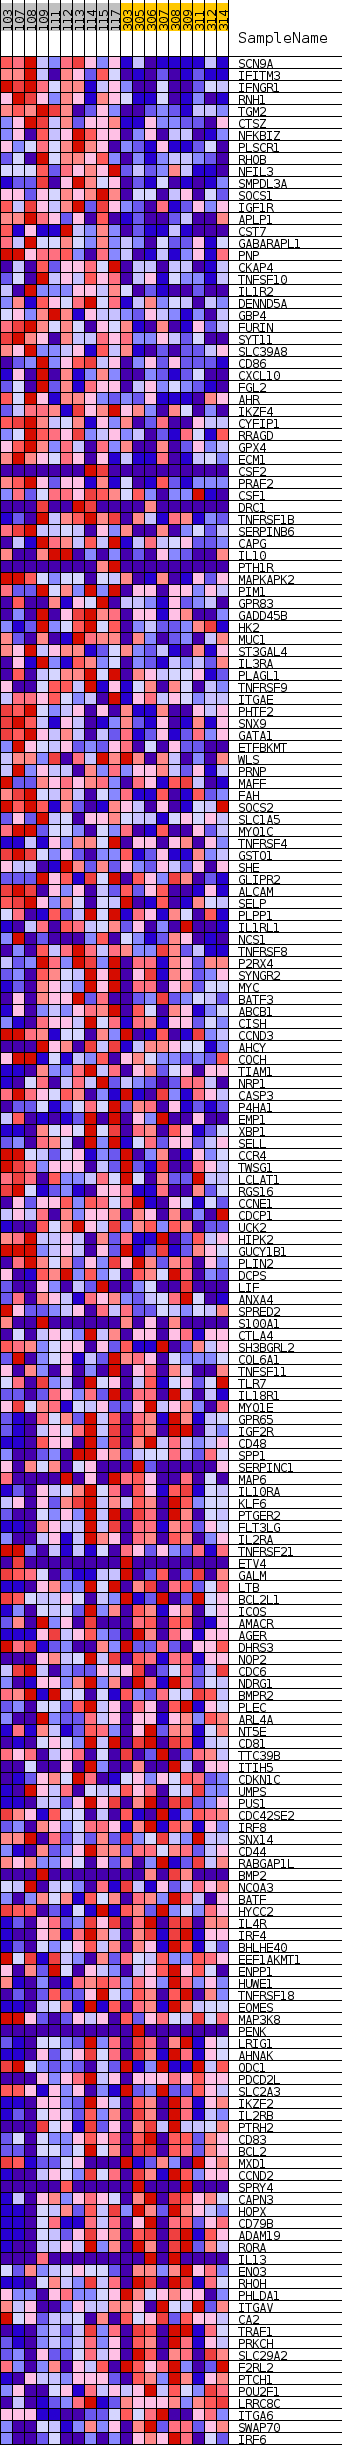 103 107 108 109 111 112 113 114 115 117 303 305 306 307 308 309 311 312 314
SampleName
SCN9A
IFITM3
IFNGR1
RNH1
TGM2
CTSZ
NFKBIZ
PLSCR1
RHOB
NFIL3
SMPDL3A
SOCS1
IGF1R
APLP1
CST7
GABARAPL1
PNP
CKAP4
TNFSF10
IL1R2
DENND5A
GBP4
FURIN
SYT11
SLC39A8
CD86
CXCL10
FGL2
AHR
IKZF4
CYFIP1
RRAGD
GPX4
ECM1
CSF2
PRAF2
CSF1
DRC1
TNFRSF1B
SERPINB6
CAPG
IL10
PTH1R
MAPKAPK2
PIM1
GPR83
GADD45B
HK2
MUC1
ST3GAL4
IL3RA
PLAGL1
TNFRSF9
ITGAE
PHTF2
SNX9
GATA1
ETFBKMT
WLS
PRNP
MAFF
FAH
SOCS2
SLC1A5
MYO1C
TNFRSF4
GSTO1
SHE
GLIPR2
ALCAM
SELP
PLPP1
IL1RL1
NCS1
TNFRSF8
P2RX4
SYNGR2
MYC
BATF3
ABCB1
CISH
CCND3
AHCY
COCH
TIAM1
NRP1
CASP3
P4HA1
EMP1
XBP1
SELL
CCR4
TWSG1
LCLAT1
RGS16
CCNE1
CDCP1
UCK2
HIPK2
GUCY1B1
PLIN2
DCPS
LIF
ANXA4
SPRED2
S100A1
CTLA4
SH3BGRL2
COL6A1
TNFSF11
TLR7
IL18R1
MYO1E
GPR65
IGF2R
CD48
SPP1
SERPINC1
MAP6
IL10RA
KLF6
PTGER2
FLT3LG
IL2RA
TNFRSF21
ETV4
GALM
LTB
BCL2L1
ICOS
AMACR
AGER
DHRS3
NOP2
CDC6
NDRG1
BMPR2
PLEC
ARL4A
NT5E
CD81
TTC39B
ITIH5
CDKN1C
UMPS
PUS1
CDC42SE2
IRF8
SNX14
CD44
RABGAP1L
BMP2
NCOA3
BATF
HYCC2
IL4R
IRF4
BHLHE40
EEF1AKMT1
ENPP1
HUWE1
TNFRSF18
EOMES
MAP3K8
PENK
LRIG1
AHNAK
ODC1
PDCD2L
SLC2A3
IKZF2
IL2RB
PTRH2
CD83
BCL2
MXD1
CCND2
SPRY4
CAPN3
HOPX
CD79B
ADAM19
RORA
IL13
ENO3
RHOH
PHLDA1
ITGAV
CA2
TRAF1
PRKCH
SLC29A2
F2RL2
PTCH1
POU2F1
LRRC8C
ITGA6
SWAP70
IRF6